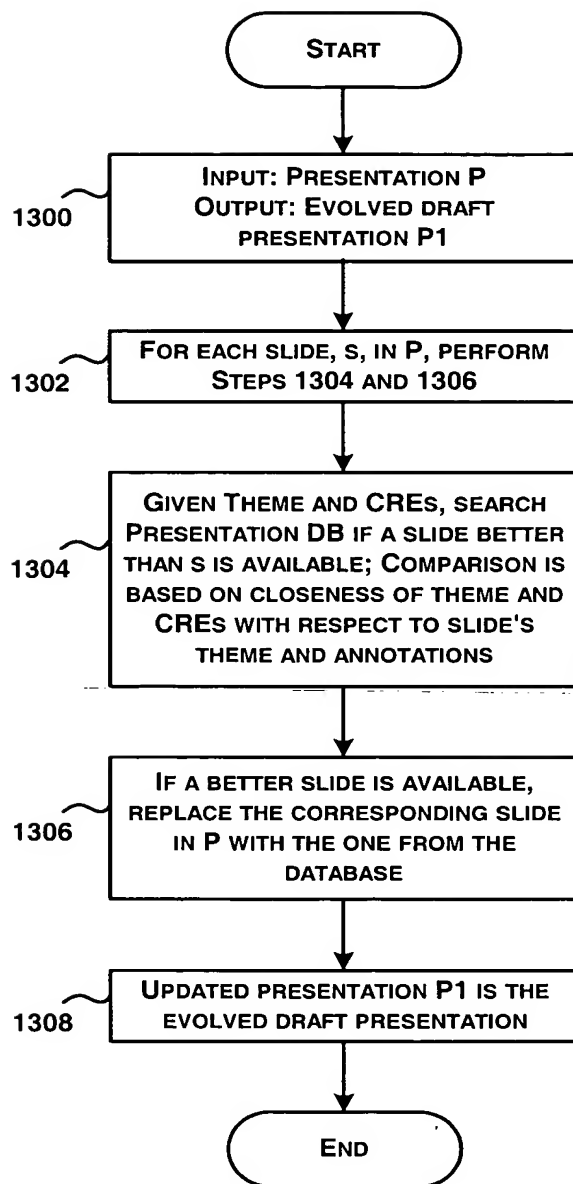 START
1300
INPUT: PRESENTATION P
OUTPUT: EVOLVED DRAFT
PRESENTATION P1
1302
FOR EACH SLIDE, S, IN P, PERFORM
STEPS 1304 AND 1306
1304
GIVEN THEME AND CRES, SEARCH
PRESENTATION DB IF A SLIDE BETTER
THAN S IS AVAILABLE; COMPARISON IS
BASED ON CLOSENESS OF THEME AND
CRES WITH RESPECT TO SLIDE'S
THEME AND ANNOTATIONS
1306
IF A BETTER SLIDE IS AVAILABLE,
REPLACE THE CORRESPONDING SLIDE
IN P WITH THE ONE FROM THE
DATABASE
1308
UPDATED PRESENTATION P1 IS THE
EVOLVED DRAFT PRESENTATION
END